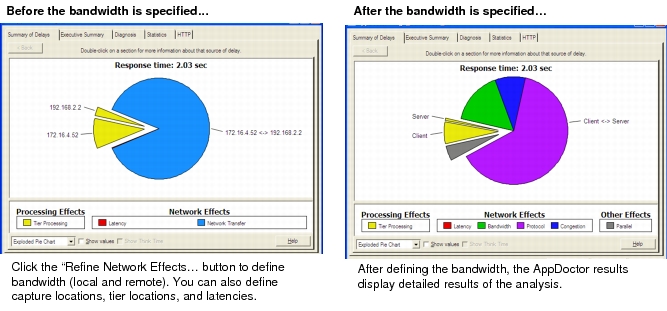 Before the bandwidth is specified...
Summary of Delays Executive Summary Diagnosis Statistics HTTP
< Back
Double-click on a section for more information about that source of delay.
Response time: 2.03 sec
192.168.2.2
172.16.4.52
172.16.4.52 <-> 192.168.2.2
Processing Effects
Tier Processing
Network Effects
Latency Network Transfer
Exploded Pie Chart Show values Show Think Time Help
Click the “Refine Network Effects... button to define
bandwidth (local and remote). You can also define
capture locations, tier locations, and latencies.
After the bandwidth is specified...
Summary of Delays Executive Summary Diagnosis Statistics HTTP
< Back
Double-click on a section for more information about that source of delay.
Response time: 2.03 sec
Server
Client
Client <-> Server
Processing Effects
Tier Processing
Network Effects
Latency Bandwidth Protocol Congestion
Other Effects
Parallel
Exploded Pie Chart Show values Show Think Time Help
After defining the bandwidth, the AppDoctor results
display detailed results of the analysis.